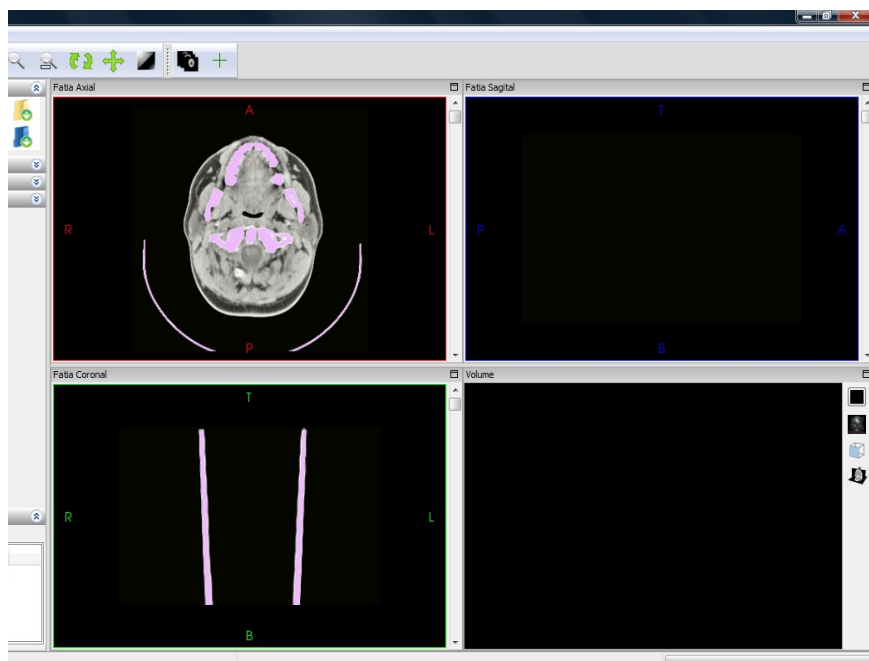 Fatia Axial
Fatia Sagital
A
T
R
L
P
A
P
B
Fatia Coronal
Volume
T
R
L
B